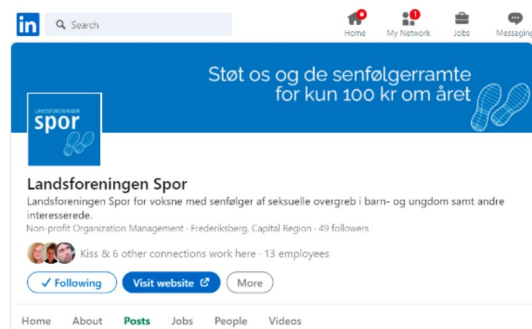 in
Search
Home
1
My Network
Jobs
Messaging
Støt os og de senfølgerramte
for kun 100 kr om året
LANDSFORENINGEN
spor
Landsforeningen Spor
Landsforeningen Spor for voksne med senfølger af seksuelle overgreb i barn- og ungdom samt andre
interesserede.
Non-profit Organization Management · Frederiksberg, Capital Region · 49 followers
Kiss & 6 other connections work here · 13 employees
✓ Following
Visit website
More
Home About Posts Jobs People Videos